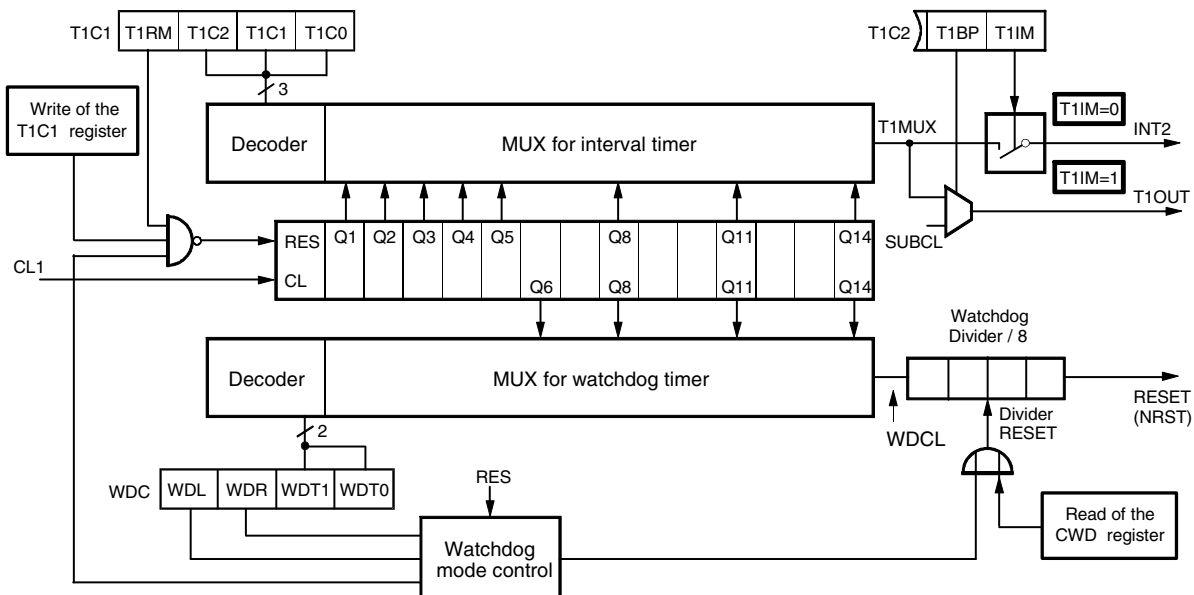 T1C1 T1RM T1C2 T1C1 T1C0
T1C2 T1BP T1IM
3
Write of the
T1C1 register
Decoder
MUX for interval timer
T1MUX
T1IM=0
INT2
T1IM=1
T1OUT
SUBCL
RES Q1 Q2 Q3 Q4 Q5 Q8 Q11 Q14
CL1
CL
Q6 Q8 Q11 Q14
Watchdog
Divider / 8
Decoder
MUX for watchdog timer
RESET
(NRST)
Divider
RESET
WDCL
2
WDC WDL WDR WDT1 WDT0
RES
Read of the
CWD register
Watchdog
mode control